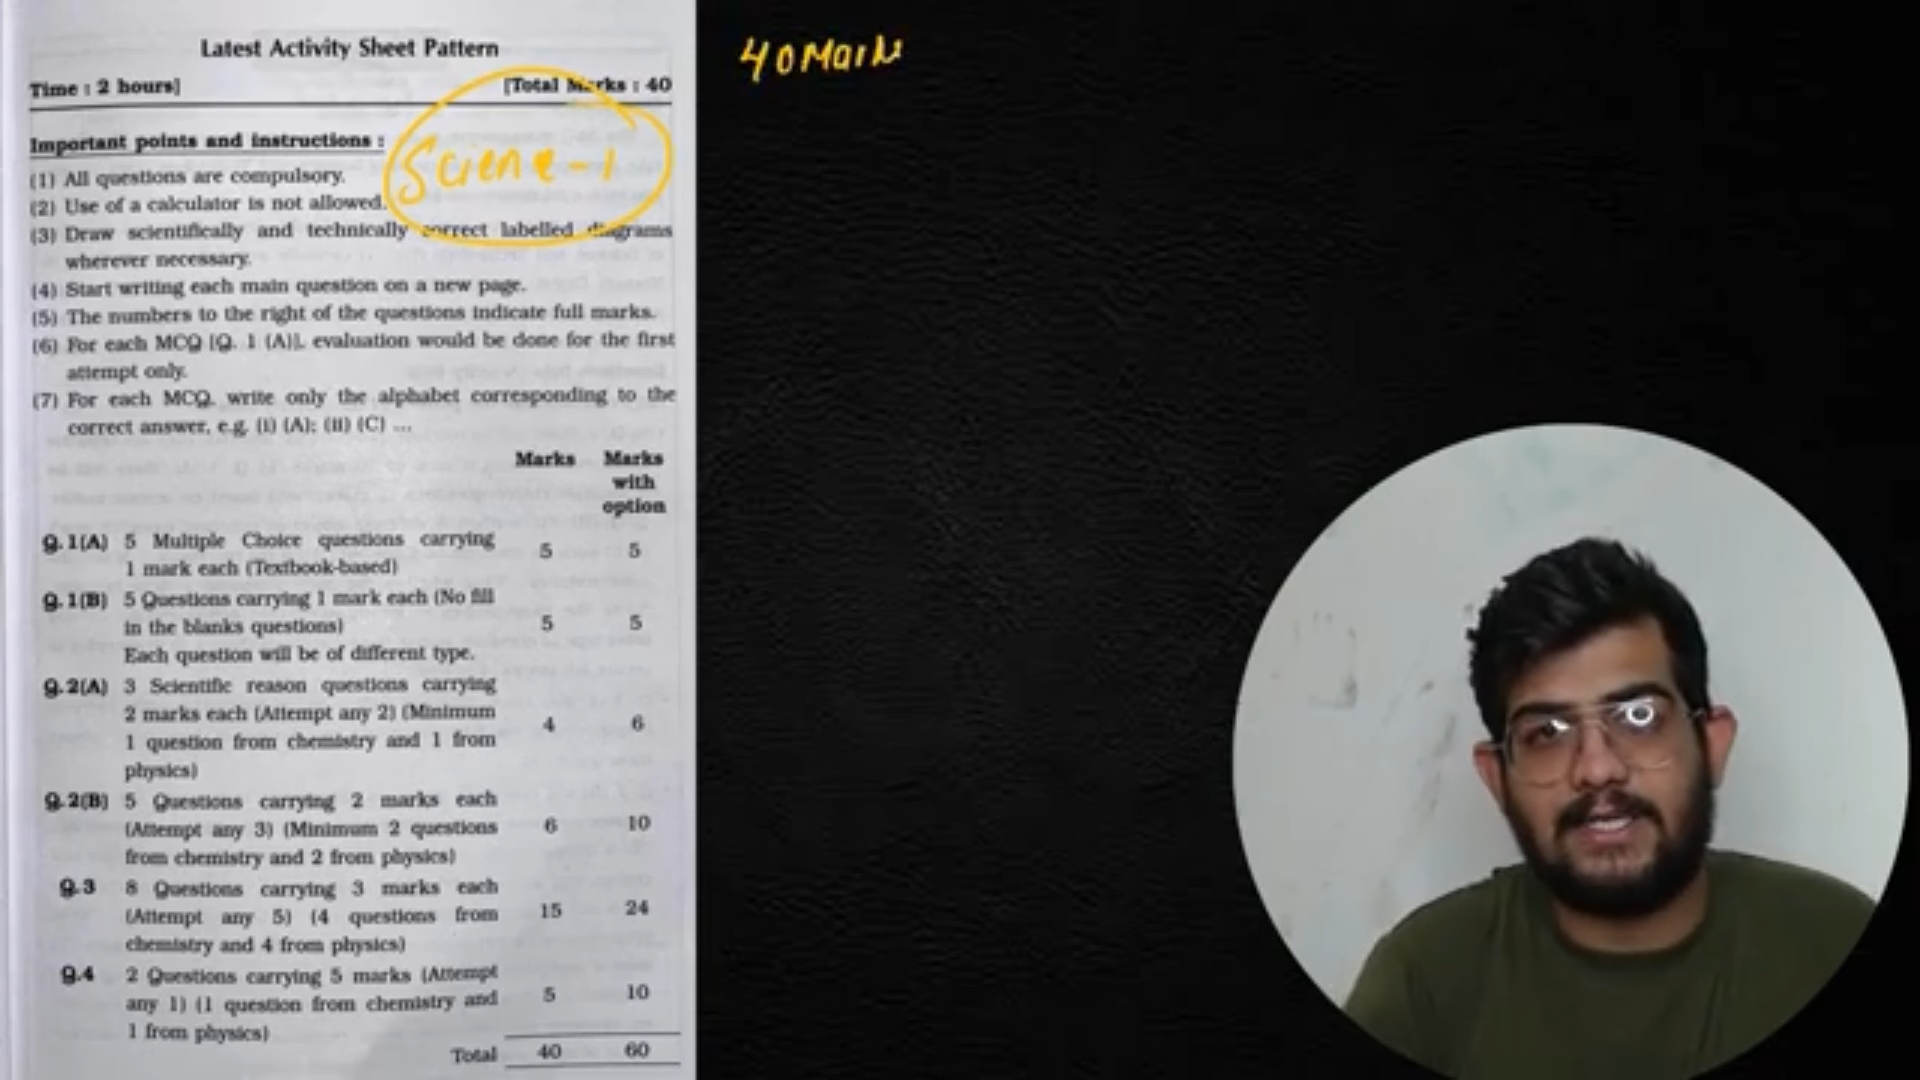 Latest Activity Sheet Pattern
Time : 2 hours]
[Total Marks : 40
Important points and instructions :
Scien e - 1
(1) All questions are compulsory.
(2) Use of a calculator is not allowed.
(3) Draw scientifically and technically correct labelled diagrams
wherever necessary.
(4) Start writing each main question on a new page.
(5) The numbers to the right of the questions indicate full marks.
(6) For each MCQ [Q. 1 (A)], evaluation would be done for the first
attempt only.
(7) For each MCQ, write only the alphabet corresponding to the
correct answer, e.g. (i) (A); (ii) (C) ...
Marks Marks
with
option
Q.1(A) 5 Multiple Choice questions carrying
1 mark each (Textbook-based) 5 5
Q.1(B) 5 Questions carrying 1 mark each (No fill
in the blanks questions) 5 5
Each question will be of different type.
Q.2(A) 3 Scientific reason questions carrying
2 marks each (Attempt any 2) (Minimum 4 6
1 question from chemistry and 1 from
physics)
Q.2(B) 5 Questions carrying 2 marks each
(Attempt any 3) (Minimum 2 questions 6 10
from chemistry and 2 from physics)
Q.3 8 Questions carrying 3 marks each
(Attempt any 5) (4 questions from 15 24
chemistry and 4 from physics)
Q.4 2 Questions carrying 5 marks (Attempt
any 1) (1 question from chemistry and 5 10
1 from physics)
Total 40 60
40 Marks